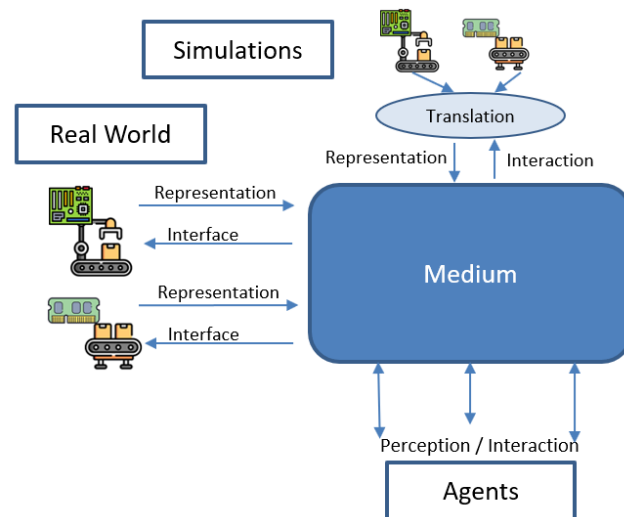 Simulations
Translation
Real World
Representation
Interaction
Representation
Interface
Medium
Representation
Interface
Perception / Interaction
Agents